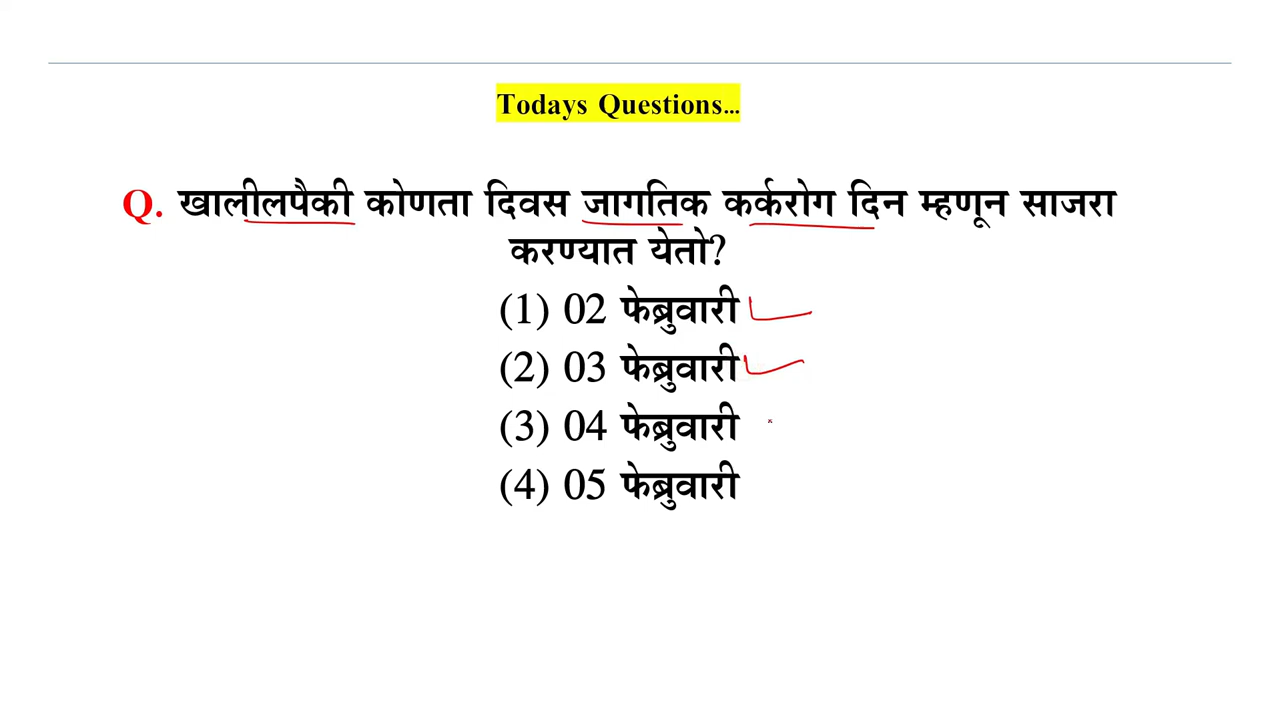 Todays Questions...
Q. खालीलपैकी कोणता दिवस जागतिक कर्करोग दिन म्हणून साजरा
करण्यात येतो?
(1) 02 फेब्रुवारी
(2) 03 फेब्रुवारी
(3) 04 फेब्रुवारी
(4) 05 फेब्रुवारी